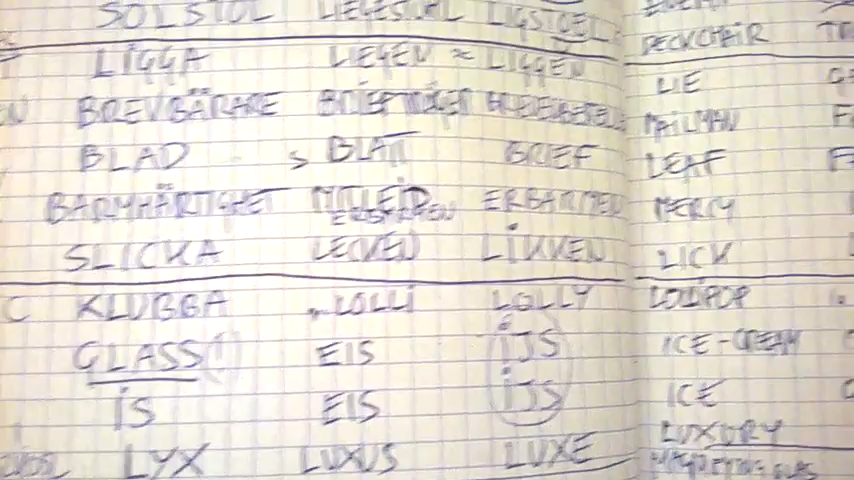 SOLSTOL LIEGESTUHL LIGSTOEL
DECKCHAIR
LIGGA LIEGEN ≈ LIGGEN LIE
BREVBÄRARE BRIEFTRÄGER MAILMAN
BLAD BLATT BRIEF LEAF
BARMHÄRTIGHET MITLEID ERBARMEN MERCY
ERBARMEN
SLICKA LECKEN LIKKEN LICK
KLUBBA LOLLI LOLLY LOLLIPOP
GLASS(!) EIS IJS ICE-CREAM
IS EIS IJS ICE
LYX LUXUS LUXE LUXURY